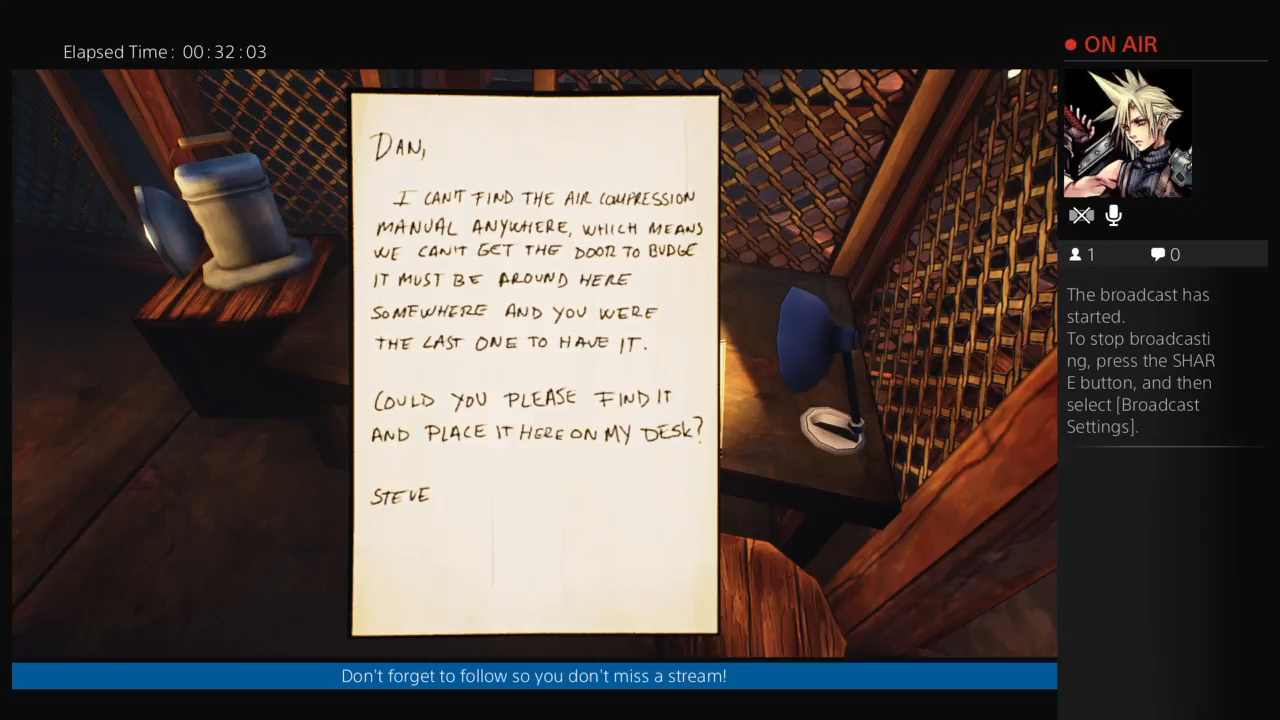 Elapsed Time: 00:32:03
ON AIR
DAN,
I CAN'T FIND THE AIR COMPRESSION
MANUAL ANYWHERE, WHICH MEANS
WE CAN'T GET THE DOOR TO BUDGE
IT MUST BE AROUND HERE
SOMEWHERE AND YOU WERE
THE LAST ONE TO HAVE IT.
COULD YOU PLEASE FIND IT
AND PLACE IT HERE ON MY DESK?
STEVE
1
0
The broadcast has
started.
To stop broadcasti
ng, press the SHAR
E button, and then
select [Broadcast
Settings].
Don't forget to follow so you don't miss a stream!